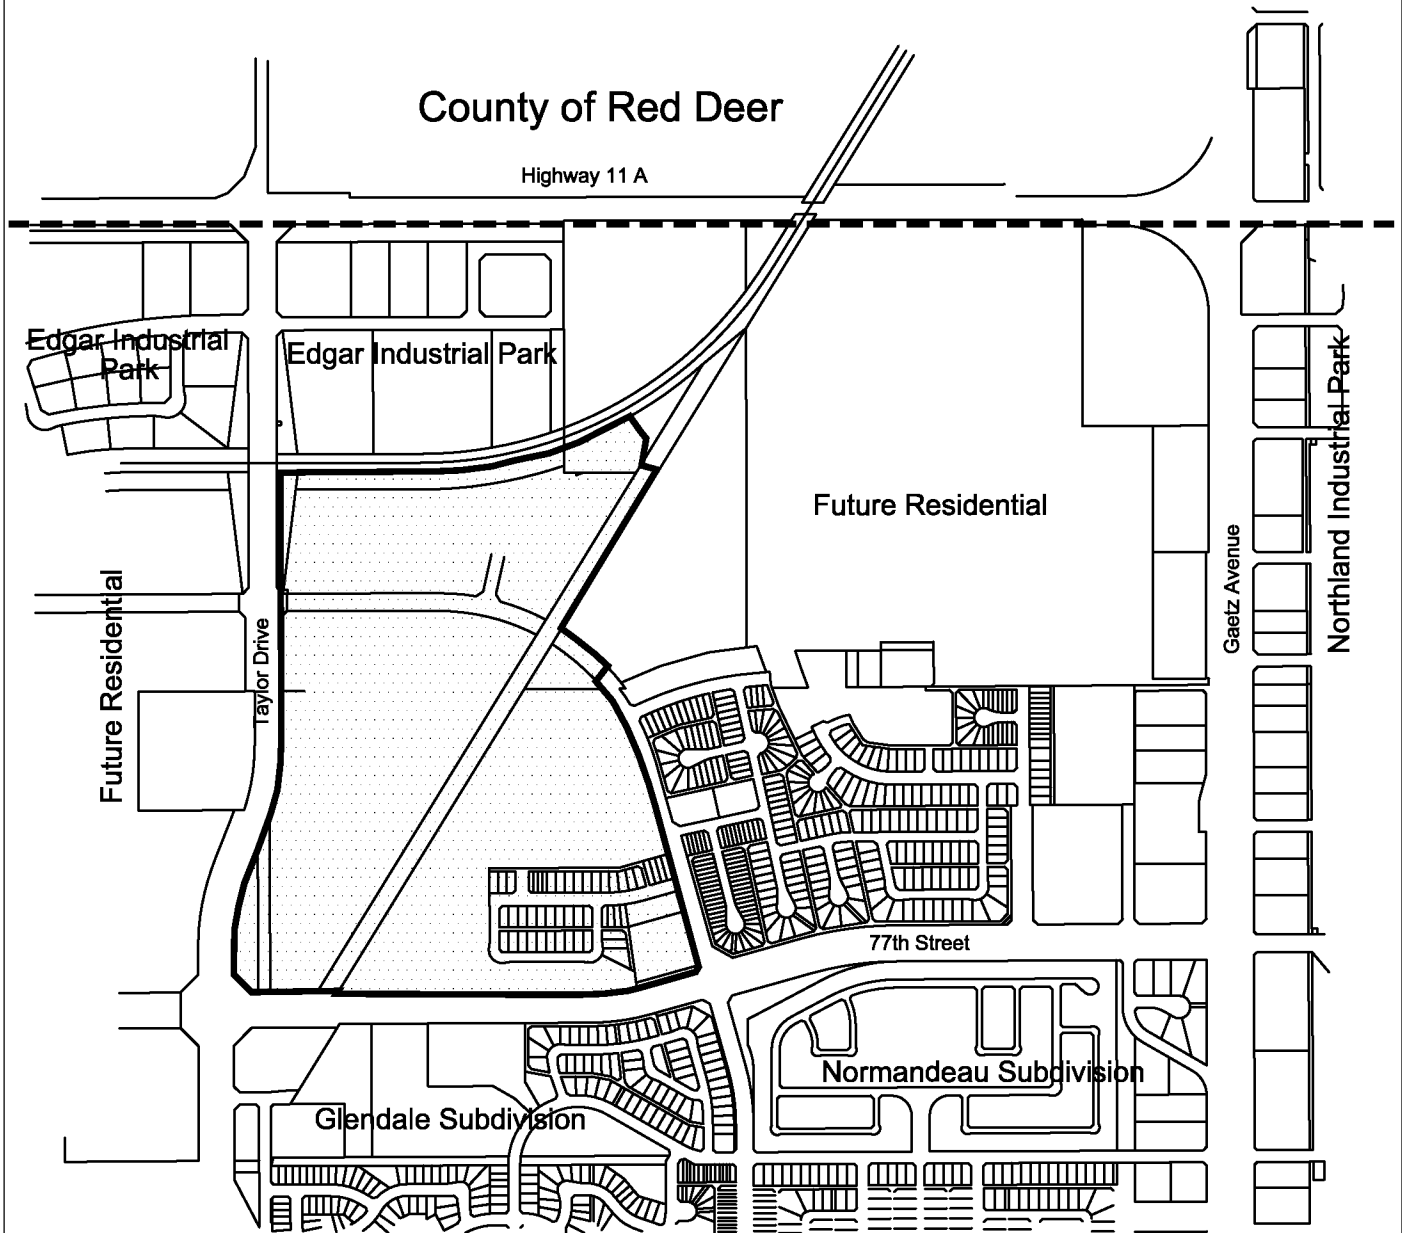 County of Red Deer
Highway 11 A
Edgar Industrial
Park
Edgar Industrial Park
Northland Industrial Park
Future Residential
Gaetz Avenue
Future Residential
Taylor Drive
77th Street
Normandeau Subdivision
Glendale Subdivision